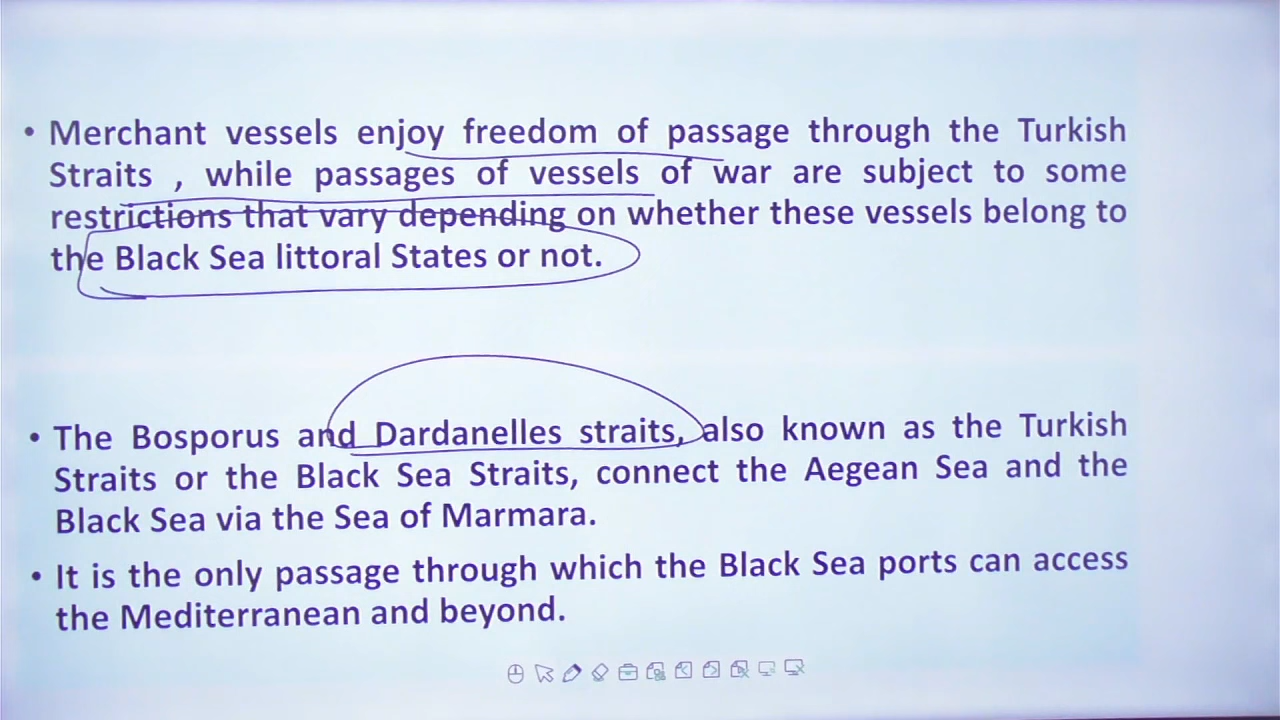 • Merchant vessels enjoy freedom of passage through the Turkish
Straits , while passages of vessels of war are subject to some
restrictions that vary depending on whether these vessels belong to
the Black Sea littoral States or not.
• The Bosporus and Dardanelles straits, also known as the Turkish
Straits or the Black Sea Straits, connect the Aegean Sea and the
Black Sea via the Sea of Marmara.
• It is the only passage through which the Black Sea ports can access
the Mediterranean and beyond.